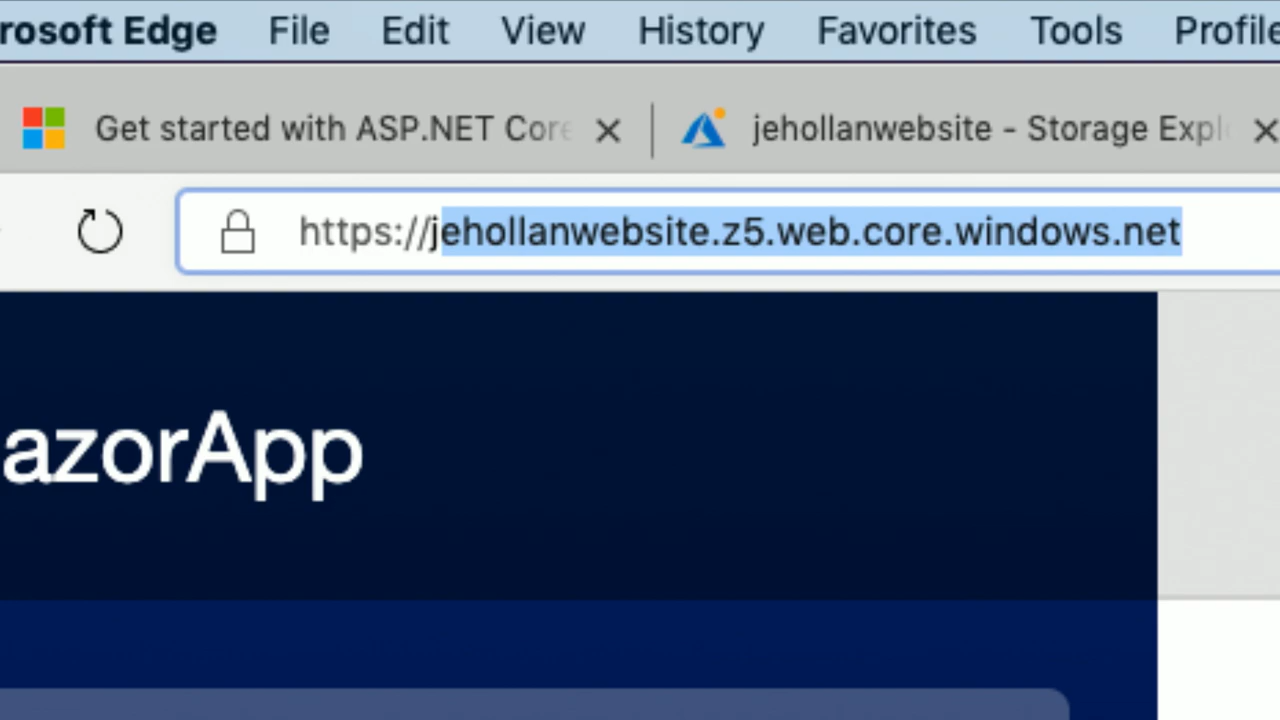 rosoft Edge File Edit View History Favorites Tools Profile
Get started with ASP.NET Core jehollanwebsite - Storage Expl
https://jehollanwebsite.z5.web.core.windows.net
azorApp